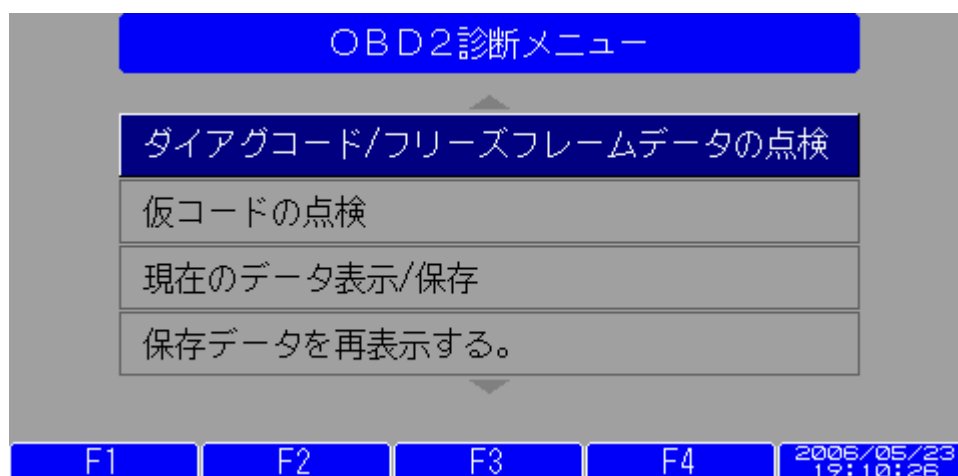 OBD2診断メニュー
ダイアグコード/フリーズフレームデータの点検
仮コードの点検
現在のデータ表示/保存
保存データを再表示する。
F1 F2 F3 F4 2006/05/23
19:10:26